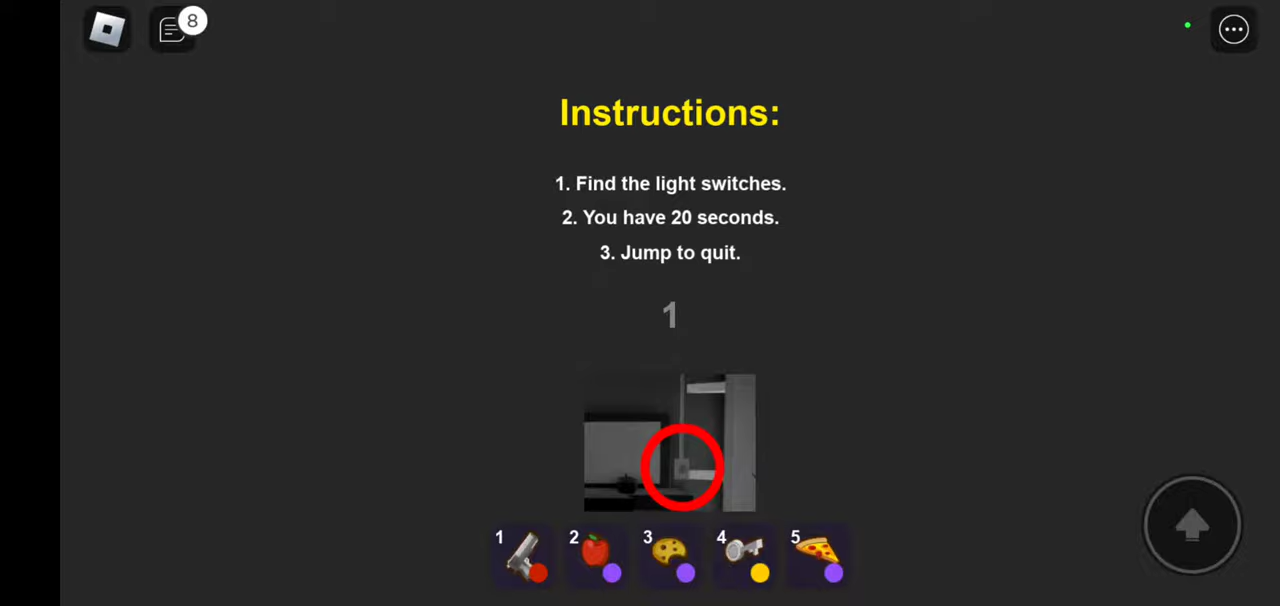 8
Instructions:
1. Find the light switches.
2. You have 20 seconds.
3. Jump to quit.
1
1 2 3 4 5